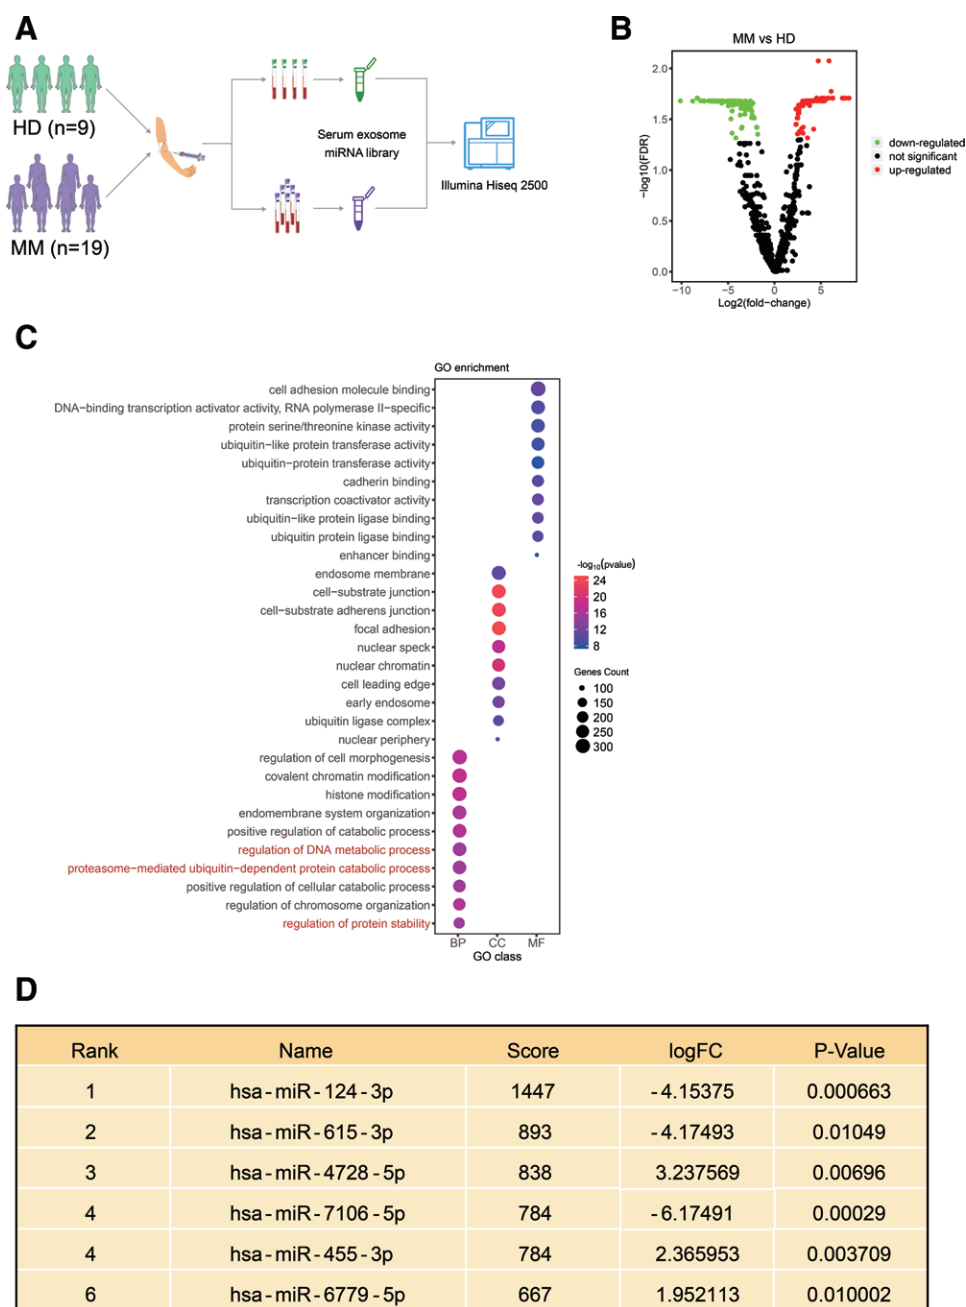 A
HD (n=9)
MM (n=19)
Serum exosome
miRNA library
Illumina Hiseq 2500
B
MM vs HD
−log10(FDR)
2.0
1.5
1.0
0.5
0.0
−10 −5 0 5
Log2(fold−change)
down-regulated
not significant
up-regulated
C
GO enrichment
cell adhesion molecule binding
DNA−binding transcription activator activity, RNA polymerase II−specific
protein serine/threonine kinase activity
ubiquitin−like protein transferase activity
ubiquitin−protein transferase activity
cadherin binding
transcription coactivator activity
ubiquitin−like protein ligase binding
ubiquitin protein ligase binding
enhancer binding
endosome membrane
cell−substrate junction
cell−substrate adherens junction
focal adhesion
nuclear speck
nuclear chromatin
cell leading edge
early endosome
ubiquitin ligase complex
nuclear periphery
regulation of cell morphogenesis
covalent chromatin modification
histone modification
endomembrane system organization
positive regulation of catabolic process
regulation of DNA metabolic process
proteasome−mediated ubiquitin−dependent protein catabolic process
positive regulation of cellular catabolic process
regulation of chromosome organization
regulation of protein stability
BP CC MF
GO class
-log₁₀(pvalue)
24
20
16
12
8
Genes Count
100
150
200
250
300
D
Rank Name Score logFC P-Value
1 hsa-miR-124-3p 1447 -4.15375 0.000663
2 hsa-miR-615-3p 893 -4.17493 0.01049
3 hsa-miR-4728-5p 838 3.237569 0.00696
4 hsa-miR-7106-5p 784 -6.17491 0.00029
4 hsa-miR-455-3p 784 2.365953 0.003709
6 hsa-miR-6779-5p 667 1.952113 0.010002